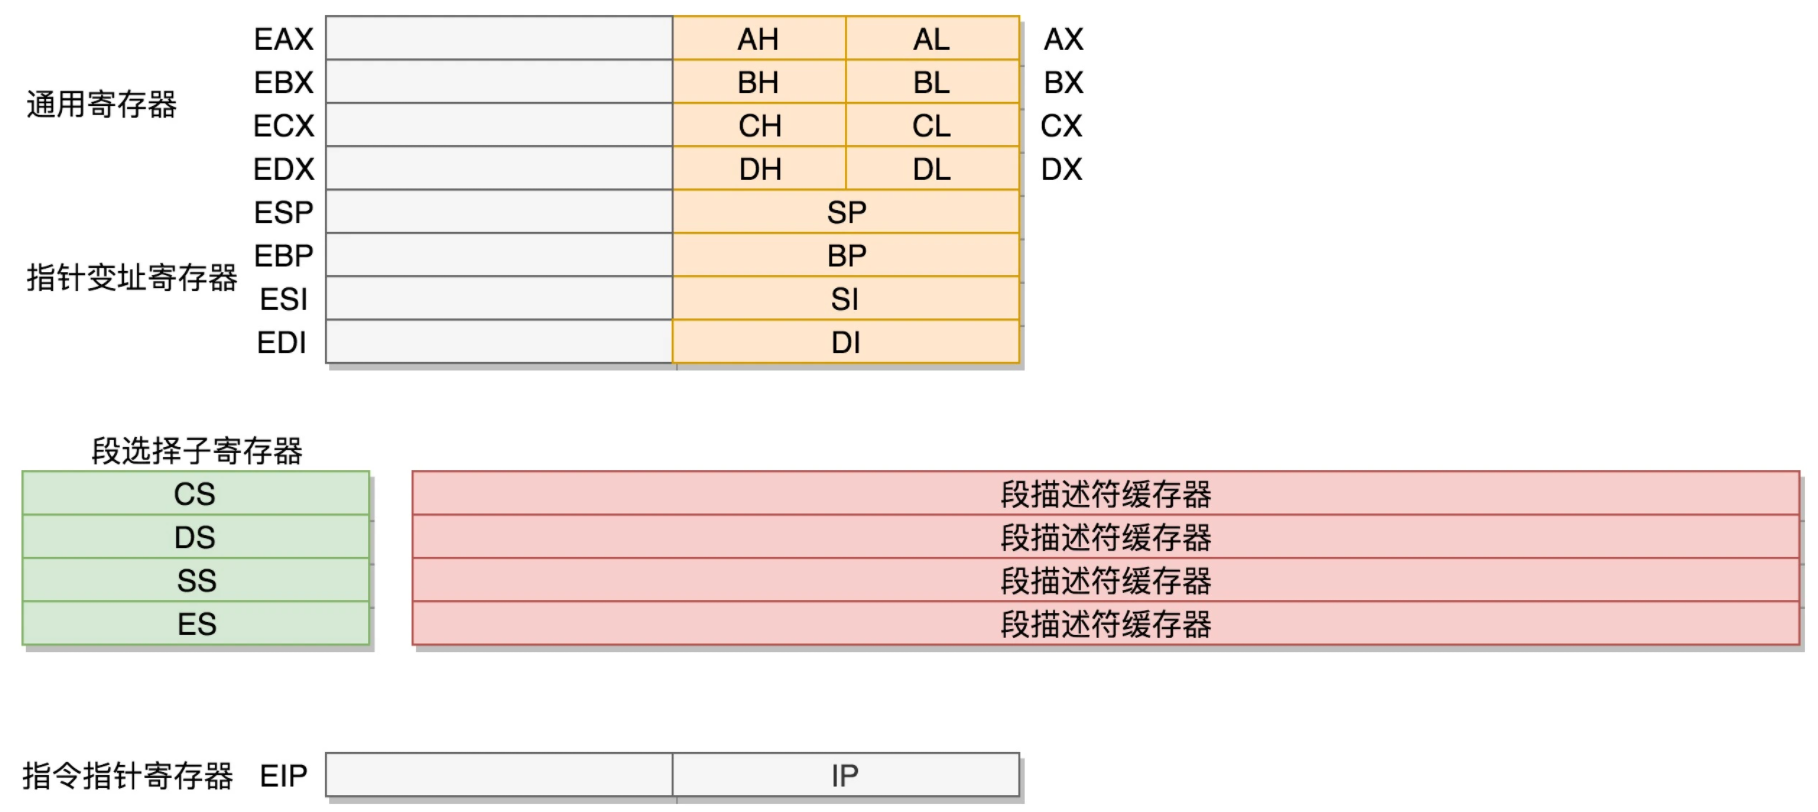 EAX AH AL AX
EBX BH BL BX
通用寄存器
ECX CH CL CX
EDX DH DL DX
ESP SP
EBP BP
指针变址寄存器
ESI SI
EDI DI
段选择子寄存器
CS 段描述符缓存器
DS 段描述符缓存器
SS 段描述符缓存器
ES 段描述符缓存器
指令指针寄存器 EIP IP